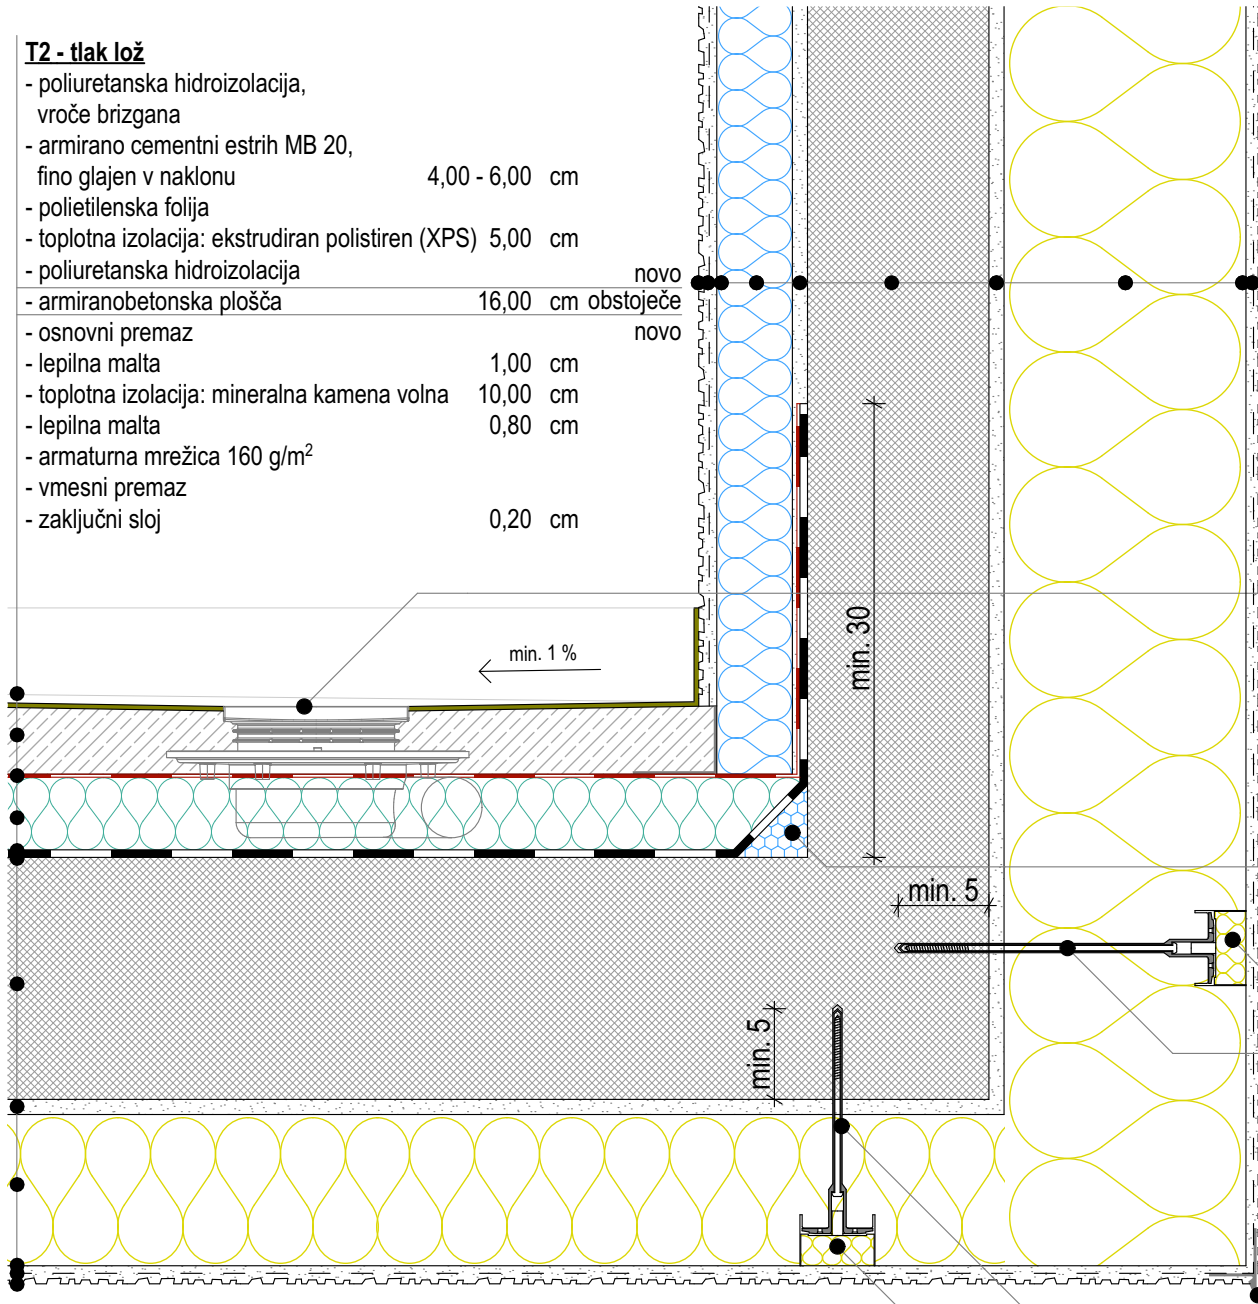 T2 - tlak lož
- poliuretanska hidroizolacija,
vroče brizgana
- armirano cementni estrih MB 20,
fino glajen v naklonu 4,00 - 6,00 cm
- polietilenska folija
- toplotna izolacija: ekstrudiran polistiren (XPS) 5,00 cm
- poliuretanska hidroizolacija novo
- armiranobetonska plošča 16,00 cm obstoječe
- osnovni premaz novo
- lepilna malta 1,00 cm
- toplotna izolacija: mineralna kamena volna 10,00 cm
- lepilna malta 0,80 cm
- armaturna mrežica 160 g/m²
- vmesni premaz
- zaključni sloj 0,20 cm
min. 1 %
min. 30
min. 5
min. 5